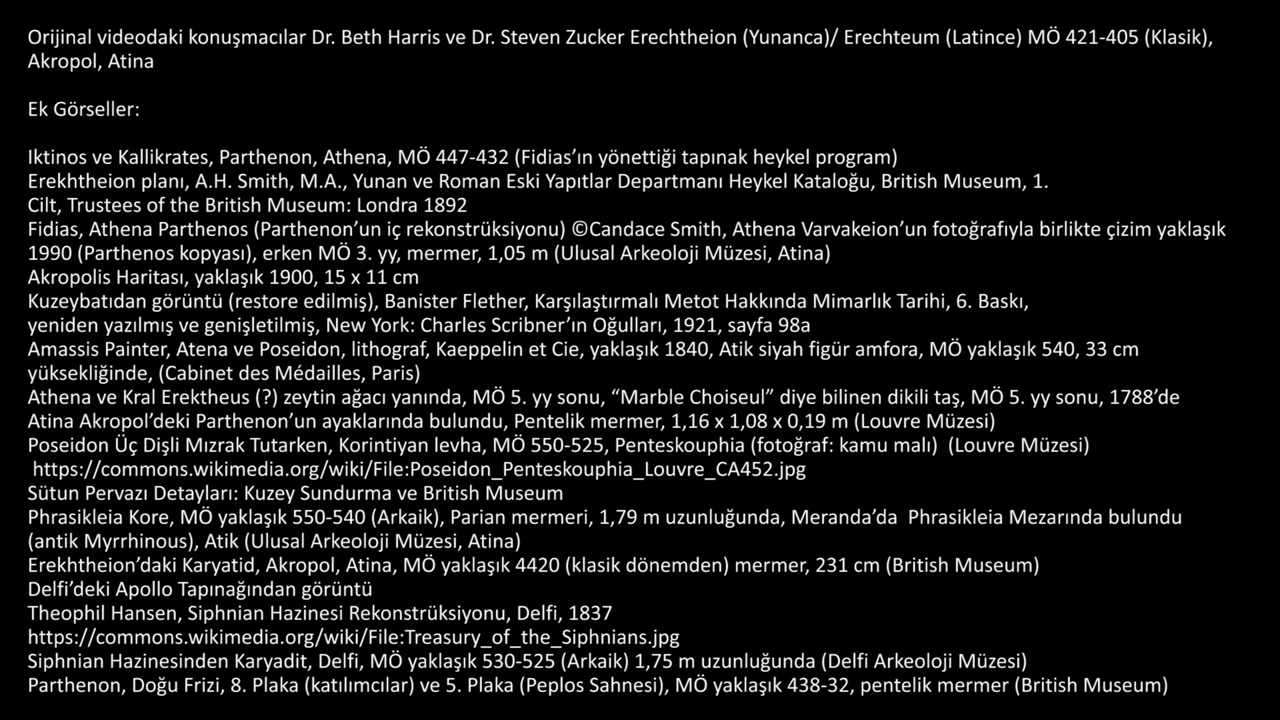 Orijinal videodaki konuşmacılar Dr. Beth Harris ve Dr. Steven Zucker Erechtheion (Yunanca)/ Erechteum (Latince) MÖ 421-405 (Klasik),
Akropol, Atina
Ek Görseller:
Iktinos ve Kallikrates, Parthenon, Athena, MÖ 447-432 (Fidias’ın yönettiği tapınak heykel program)
Erekhtheion planı, A.H. Smith, M.A., Yunan ve Roman Eski Yapıtlar Departmanı Heykel Kataloğu, British Museum, 1.
Cilt, Trustees of the British Museum: Londra 1892
Fidias, Athena Parthenos (Parthenon’un iç rekonstrüksiyonu) ©Candace Smith, Athena Varvakeion’un fotoğrafıyla birlikte çizim yaklaşık
1990 (Parthenos kopyası), erken MÖ 3. yy, mermer, 1,05 m (Ulusal Arkeoloji Müzesi, Atina)
Akropolis Haritası, yaklaşık 1900, 15 x 11 cm
Kuzeybatıdan görüntü (restore edilmiş), Banister Flether, Karşılaştırmalı Metot Hakkında Mimarlık Tarihi, 6. Baskı,
yeniden yazılmış ve genişletilmiş, New York: Charles Scribner’ın Oğulları, 1921, sayfa 98a
Amassis Painter, Atena ve Poseidon, lithograf, Kaeppelin et Cie, yaklaşık 1840, Atik siyah figür amfora, MÖ yaklaşık 540, 33 cm
yüksekliğinde, (Cabinet des Médailles, Paris)
Athena ve Kral Erektheus (?) zeytin ağacı yanında, MÖ 5. yy sonu, “Marble Choiseul” diye bilinen dikili taş, MÖ 5. yy sonu, 1788’de
Atina Akropol’deki Parthenon’un ayaklarında bulundu, Pentelik mermer, 1,16 x 1,08 x 0,19 m (Louvre Müzesi)
Poseidon Üç Dişli Mızrak Tutarken, Korintiyan levha, MÖ 550-525, Penteskouphia (fotoğraf: kamu malı)  (Louvre Müzesi)
https://commons.wikimedia.org/wiki/File:Poseidon_Penteskouphia_Louvre_CA452.jpg
Sütun Pervazı Detayları: Kuzey Sundurma ve British Museum
Phrasikleia Kore, MÖ yaklaşık 550-540 (Arkaik), Parian mermeri, 1,79 m uzunluğunda, Meranda’da  Phrasikleia Mezarında bulundu
(antik Myrrhinous), Atik (Ulusal Arkeoloji Müzesi, Atina)
Erekhtheion’daki Karyatid, Akropol, Atina, MÖ yaklaşık 4420 (klasik dönemden) mermer, 231 cm (British Museum)
Delfi’deki Apollo Tapınağından görüntü
Theophil Hansen, Siphnian Hazinesi Rekonstrüksiyonu, Delfi, 1837
https://commons.wikimedia.org/wiki/File:Treasury_of_the_Siphnians.jpg
Siphnian Hazinesinden Karyadit, Delfi, MÖ yaklaşık 530-525 (Arkaik) 1,75 m uzunluğunda (Delfi Arkeoloji Müzesi)
Parthenon, Doğu Frizi, 8. Plaka (katılımcılar) ve 5. Plaka (Peplos Sahnesi), MÖ yaklaşık 438-32, pentelik mermer (British Museum)